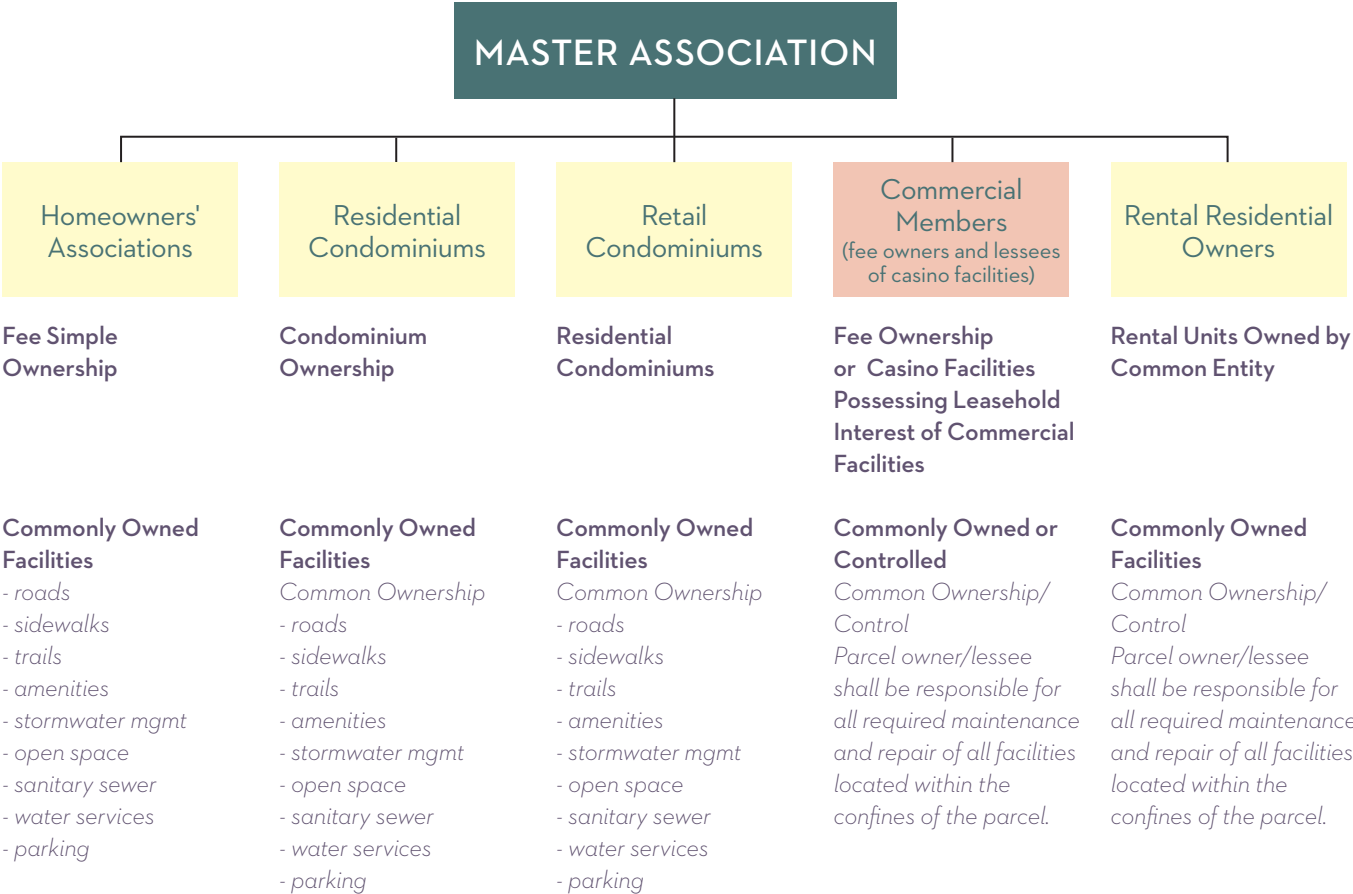 MASTER ASSOCIATION
Homeowners'
Associations
Residential
Condominiums
Retail
Condominiums
Commercial
Members
(fee owners and lessees
of casino facilities)
Rental Residential
Owners
Fee Simple
Ownership
Condominium
Ownership
Residential
Condominiums
Fee Ownership
or Casino Facilities
Possessing Leasehold
Interest of Commercial
Facilities
Rental Units Owned by
Common Entity
Commonly Owned
Facilities
- roads
- sidewalks
- trails
- amenities
- stormwater mgmt
- open space
- sanitary sewer
- water services
- parking
Commonly Owned
Facilities
Common Ownership
- roads
- sidewalks
- trails
- amenities
- stormwater mgmt
- open space
- sanitary sewer
- water services
- parking
Commonly Owned
Facilities
Common Ownership
- roads
- sidewalks
- trails
- amenities
- stormwater mgmt
- open space
- sanitary sewer
- water services
- parking
Commonly Owned or
Controlled
Common Ownership/
Control
Parcel owner/lessee
shall be responsible for
all required maintenance
and repair of all facilities
located within the
confines of the parcel.
Commonly Owned
Facilities
Common Ownership/
Control
Parcel owner/lessee
shall be responsible for
all required maintenance
and repair of all facilities
located within the
confines of the parcel.